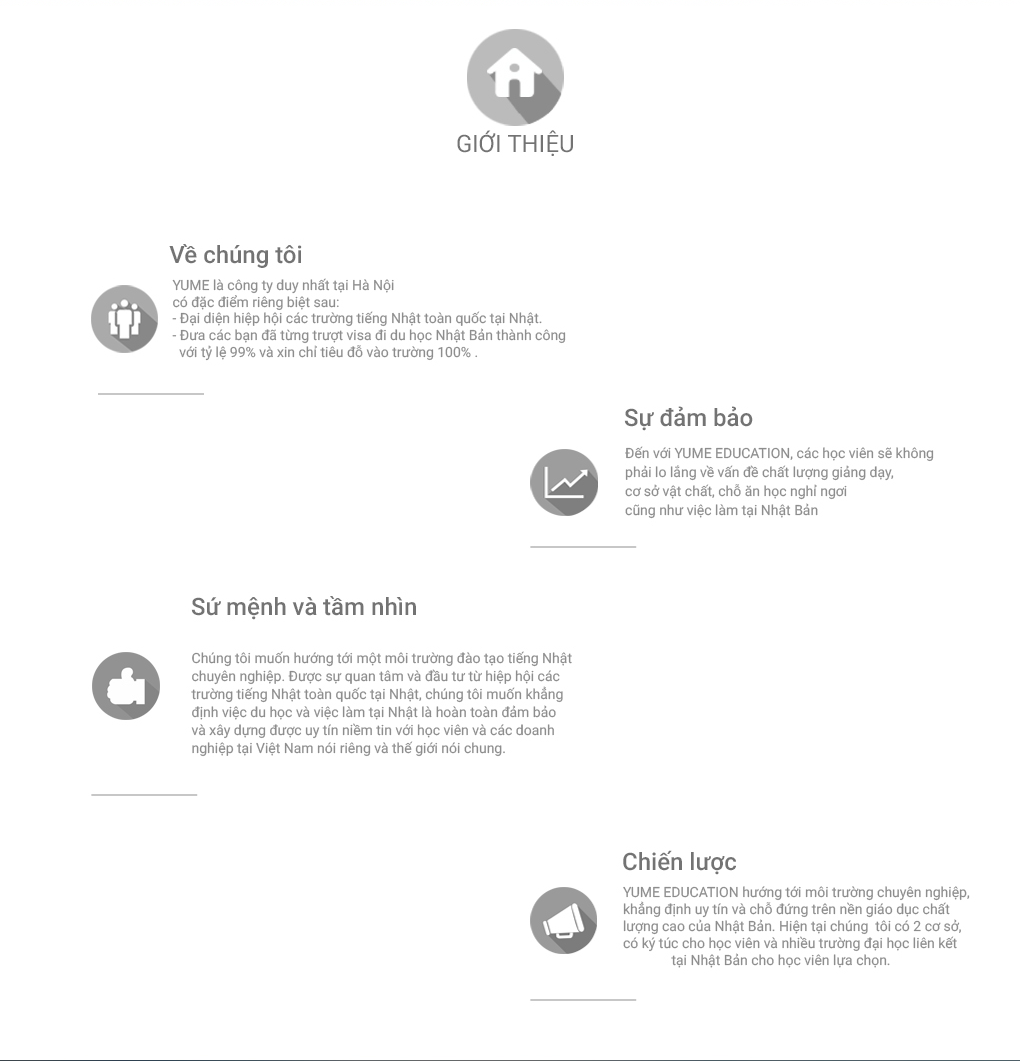 GIỚI THIỆU
Về chúng tôi
YUME là công ty duy nhất tại Hà Nội
có đặc điểm riêng biệt sau:
- Đại diện hiệp hội các trường tiếng Nhật toàn quốc tại Nhật.
- Đưa các bạn đã từng trượt visa đi du học Nhật Bản thành công
với tỷ lệ 99% và xin chỉ tiêu đỗ vào trường 100% .
Sự đảm bảo
Đến với YUME EDUCATION, các học viên sẽ không
phải lo lắng về vấn đề chất lượng giảng dạy,
cơ sở vật chất, chỗ ăn học nghỉ ngơi
cũng như việc làm tại Nhật Bản
Sứ mệnh và tầm nhìn
Chúng tôi muốn hướng tới một môi trường đào tạo tiếng Nhật
chuyên nghiệp. Được sự quan tâm và đầu tư từ hiệp hội các
trường tiếng Nhật toàn quốc tại Nhật, chúng tôi muốn khẳng
định việc du học và việc làm tại Nhật là hoàn toàn đảm bảo
và xây dựng được uy tín niềm tin với học viên và các doanh
nghiệp tại Việt Nam nói riêng và thế giới nói chung.
Chiến lược
YUME EDUCATION hướng tới môi trường chuyên nghiệp,
khẳng định uy tín và chỗ đứng trên nền giáo dục chất
lượng cao của Nhật Bản. Hiện tại chúng  tôi có 2 cơ sở,
có ký túc cho học viên và nhiều trường đại học liên kết
tại Nhật Bản cho học viên lựa chọn.